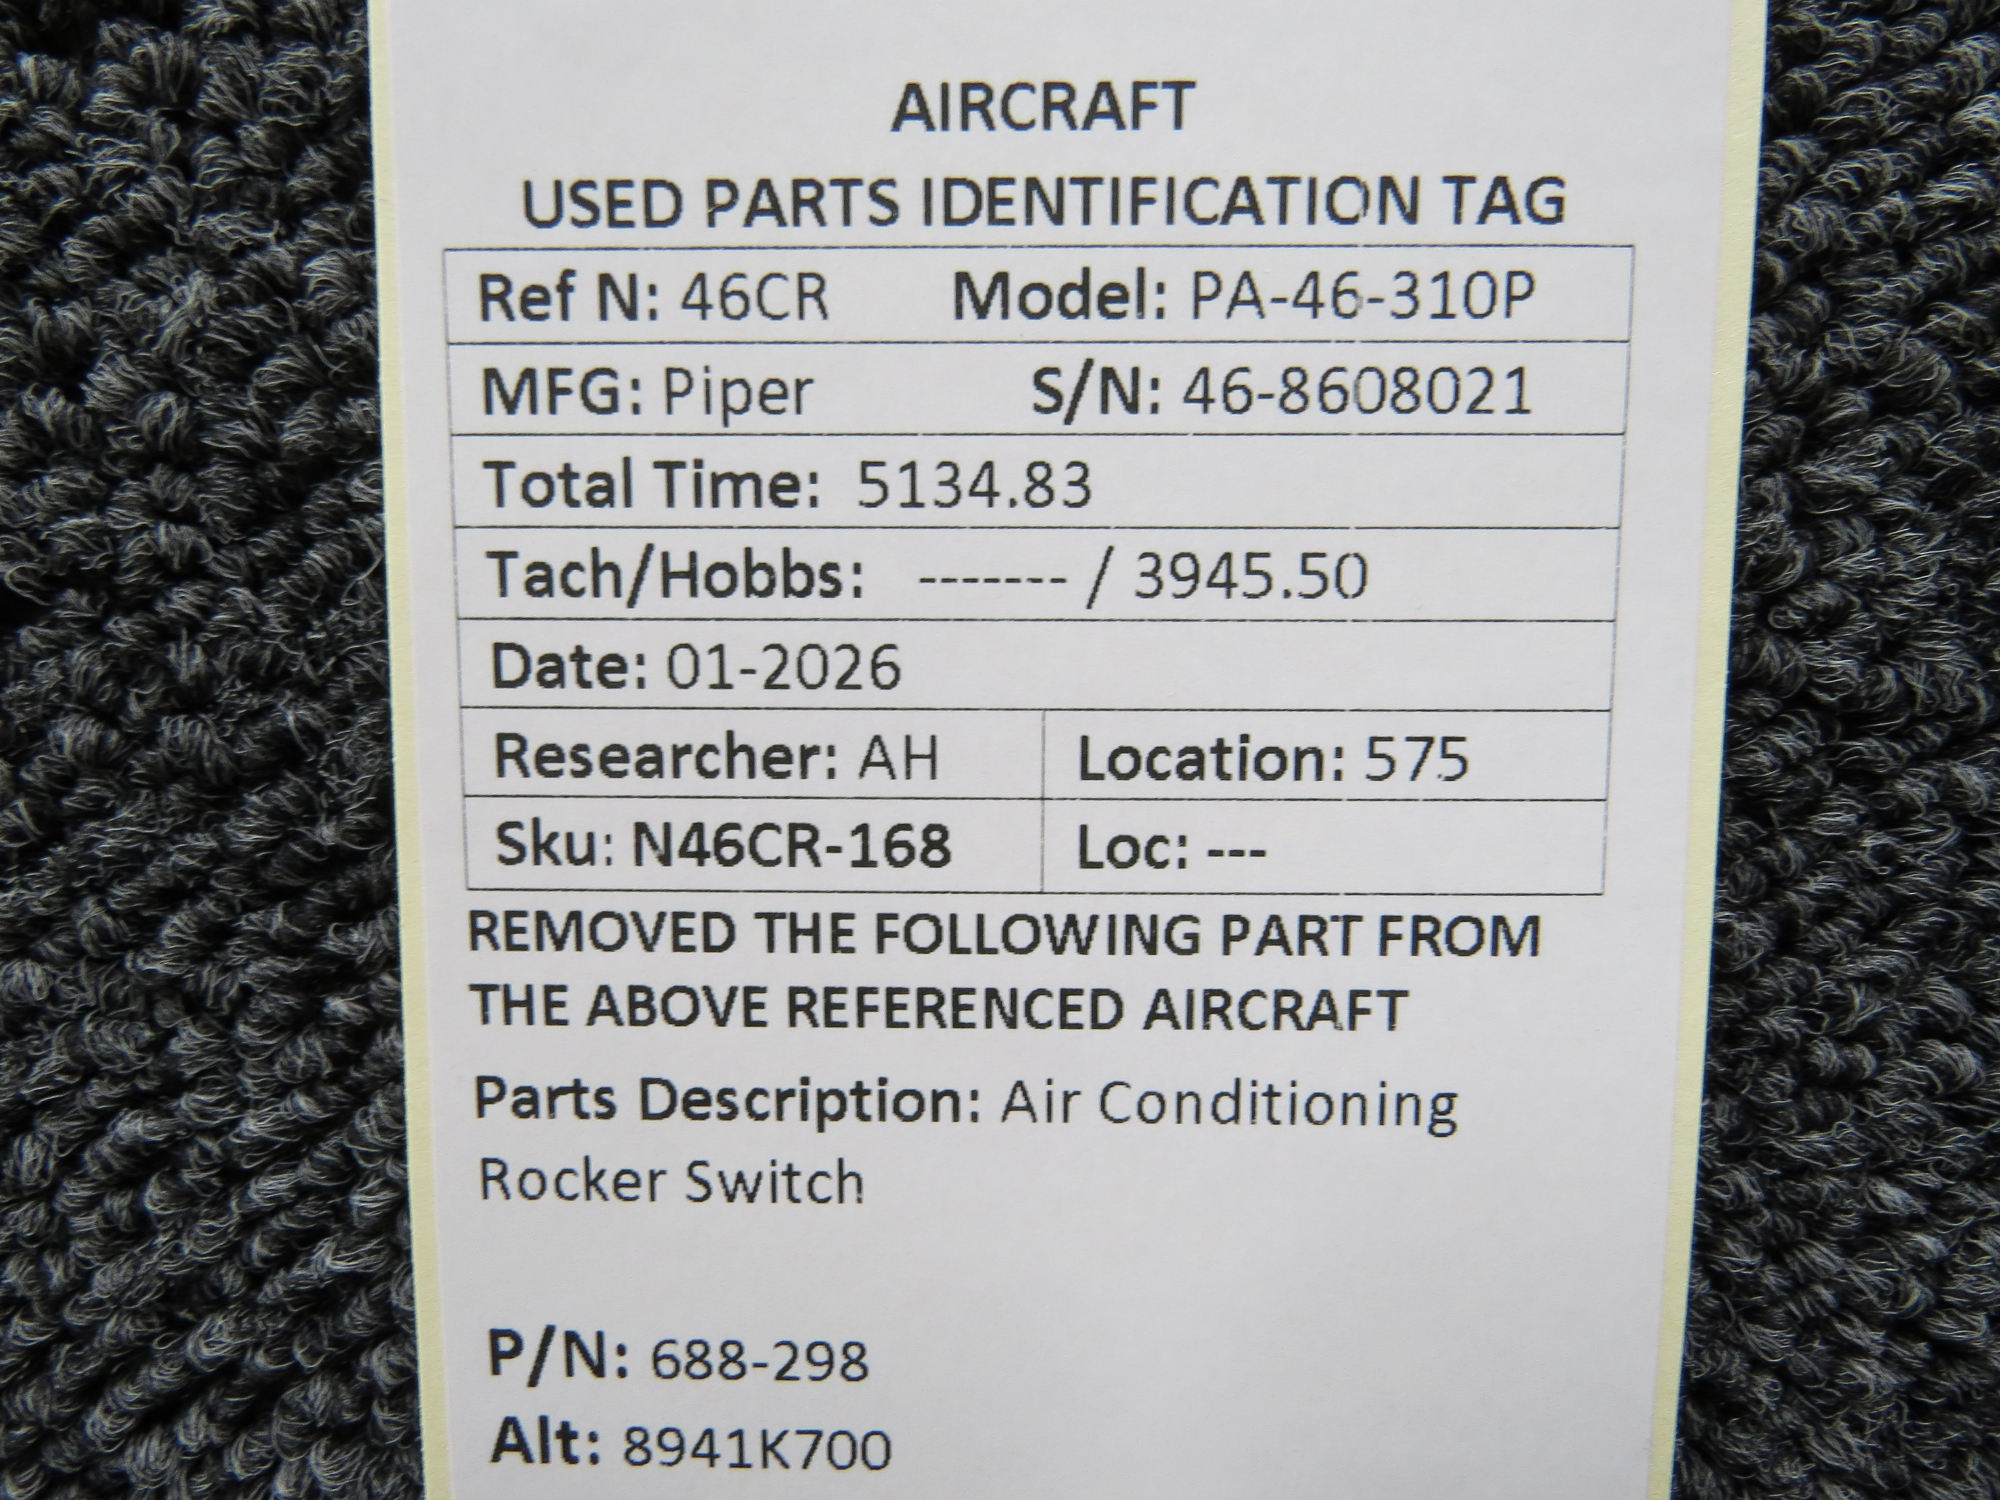 AIRCRAFT
USED PARTS IDENTIFICATION TAG
Ref N: 46CR Model: PA-46-310P
MFG: Piper S/N: 46-8608021
Total Time: 5134.83
Tach/Hobbs: ------- / 3945.50
Date: 01-2026
Researcher: AH Location: 575
Sku: N46CR-168 Loc: ---
REMOVED THE FOLLOWING PART FROM
THE ABOVE REFERENCED AIRCRAFT
Parts Description: Air Conditioning
Rocker Switch
P/N: 688-298
Alt: 8941K700